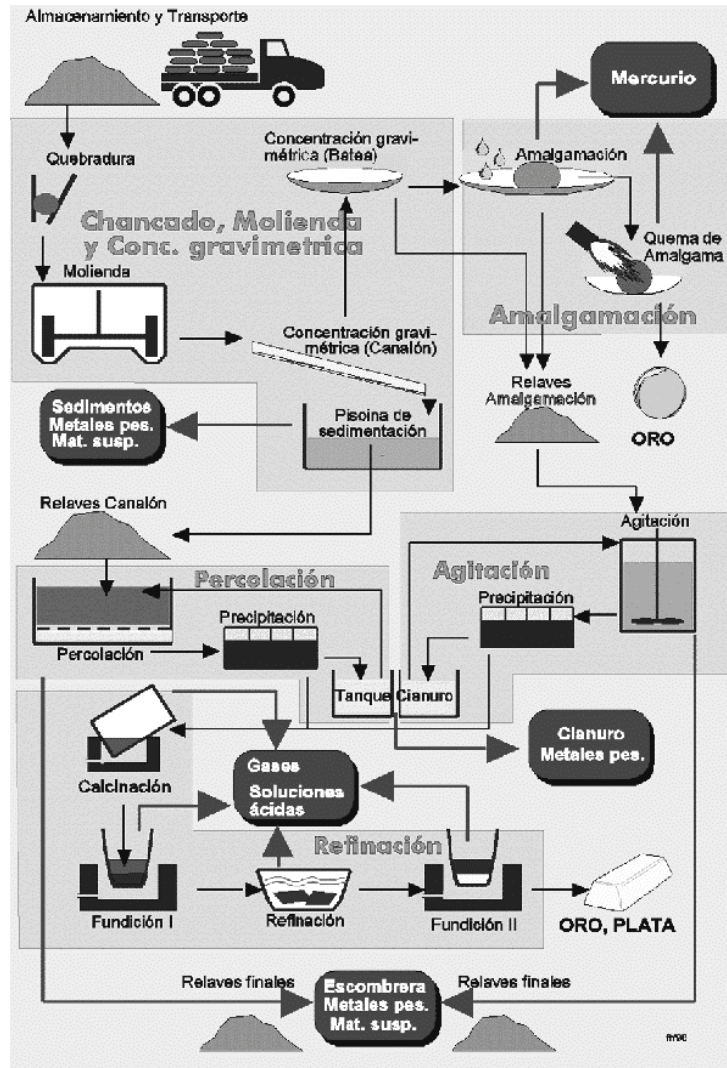 Almacenamiento y Transporte
Mercurio
Quebradura
Concentración gravi-
métrica (Batea)
Amalgamación
Chancado, Molienda
y Conc. gravimetrica
Quema de
Amalgama
Molienda
Amalgamación
Concentración gravi-
métrica (Canalón)
Relaves
Amalgamación
Sedimentos
Metales pes.
Mat. susp.
Piscina de
sedimentación
ORO
Relaves Canalón
Agitación
Percolación
Agitación
Precipitación
Precipitación
Percolación
Tanque
Cianuro
Cianuro
Metales pes.
Gases
Soluciones
ácidas
Calcinación
Refinación
Fundición I
Refinación
Fundición II
ORO, PLATA
Relaves finales
Escombrera
Metales pes.
Mat. susp.
Relaves finales